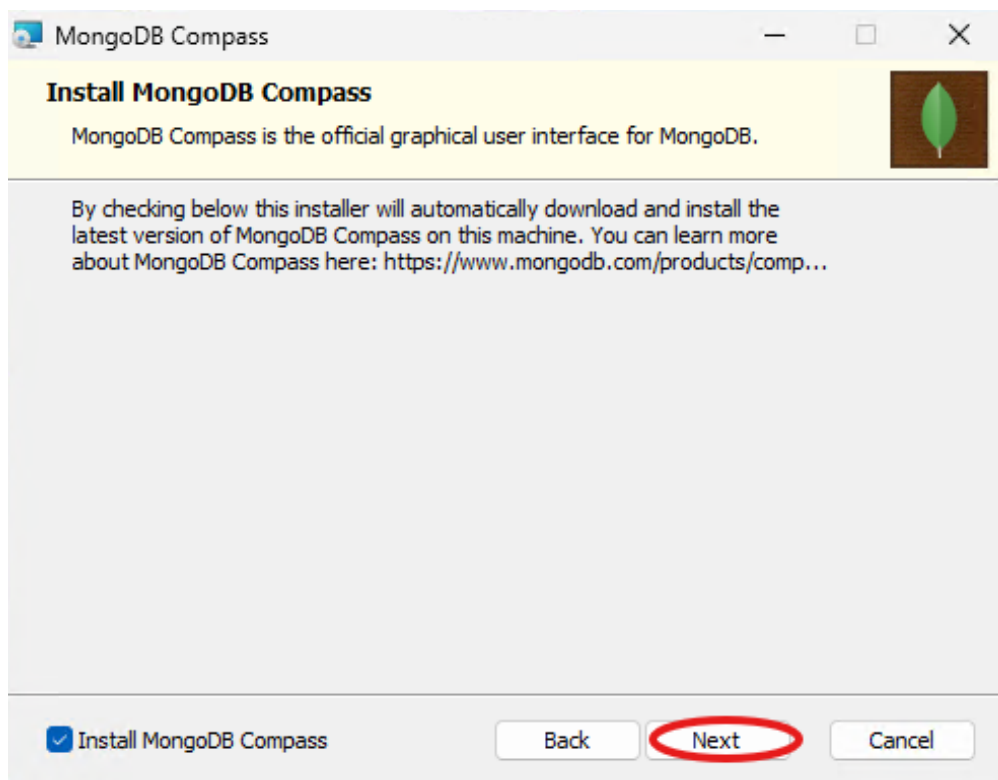 MongoDB Compass
Install MongoDB Compass
MongoDB Compass is the official graphical user interface for MongoDB.
By checking below this installer will automatically download and install the
latest version of MongoDB Compass on this machine. You can learn more
about MongoDB Compass here: https://www.mongodb.com/products/comp...
Install MongoDB Compass
Back
Next
Cancel